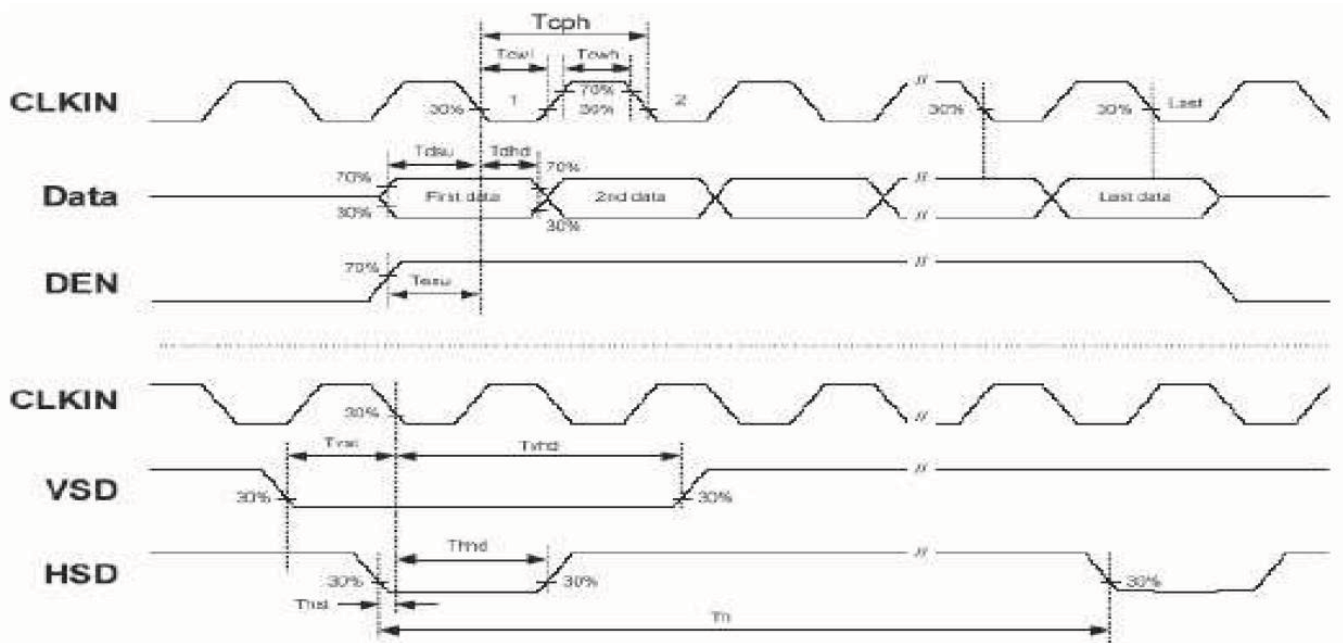 Tcph
Tcwl Tcwh
CLKIN 30% 1 70% 30% 2 30% 30% Last
Tdsu Tdhd
70% 70%
Data First data 2nd data Last data
30% 30%
DEN 70% Tesu
CLKIN 30%
Tvst Tvhd
VSD 30% 30%
Thhd
HSD 30% 30% 30%
Thst
Th